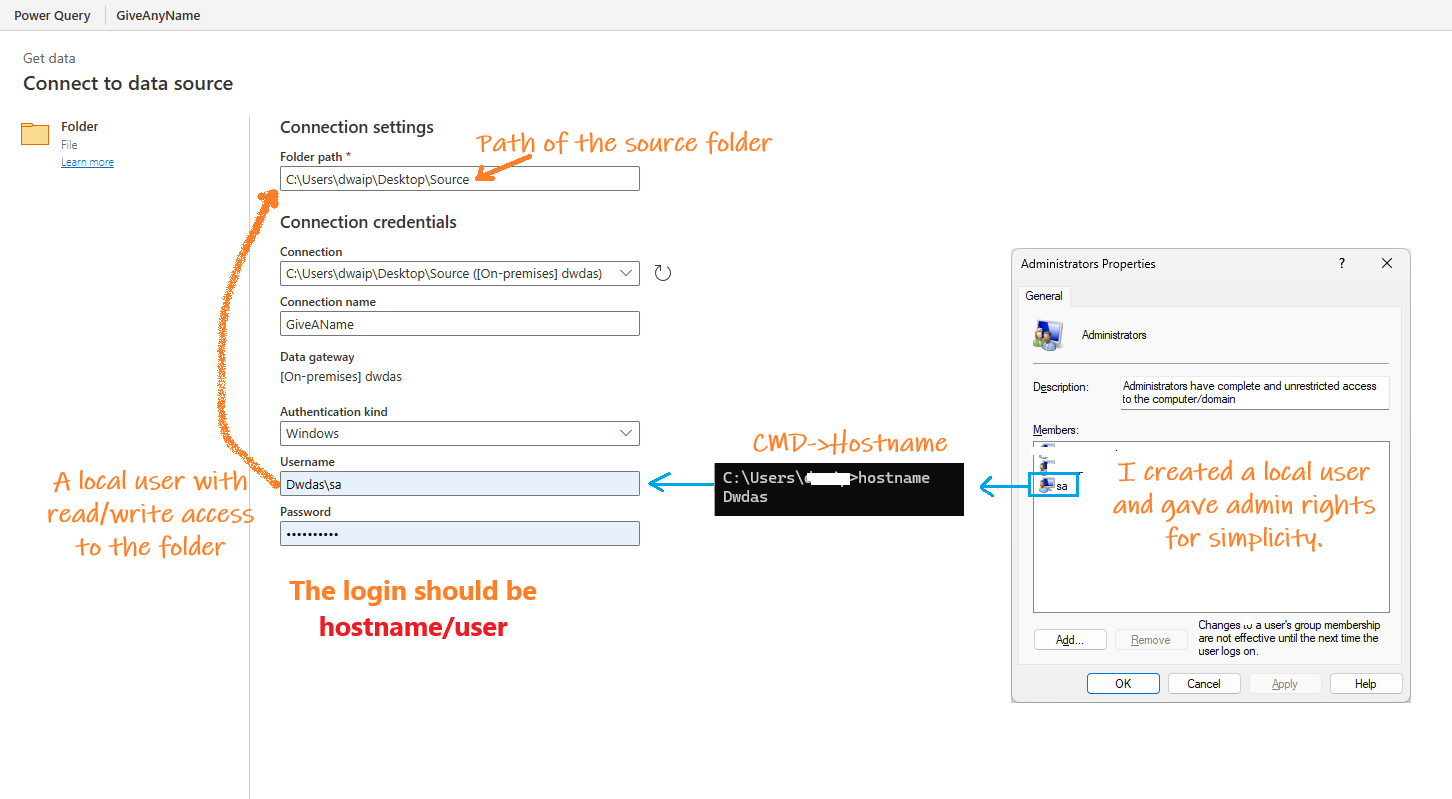 Power Query GiveAnyName
Get data
Connect to data source
Folder
File
Learn more
Connection settings
Path of the source folder
Folder path *
C:\Users\dwaip\Desktop\Source
Connection credentials
Connection
C:\Users\dwaip\Desktop\Source ([On-premises] dwdas)
Connection name
GiveAName
Data gateway
[On-premises] dwdas
Authentication kind
Windows
Username
Dwdas\sa
Password
••••••••••
A local user with
read/write access
to the folder
The login should be
hostname/user
CMD->Hostname
C:\Users\d >hostname
Dwdas
Administrators Properties ?
General
Administrators
Description:
Administrators have complete and unrestricted access
to the computer/domain
Members:
sa
I created a local user
and gave admin rights
for simplicity.
Add...
Remove
Changes to a user's group membership
are not effective until the next time the
user logs on.
OK
Cancel
Apply
Help